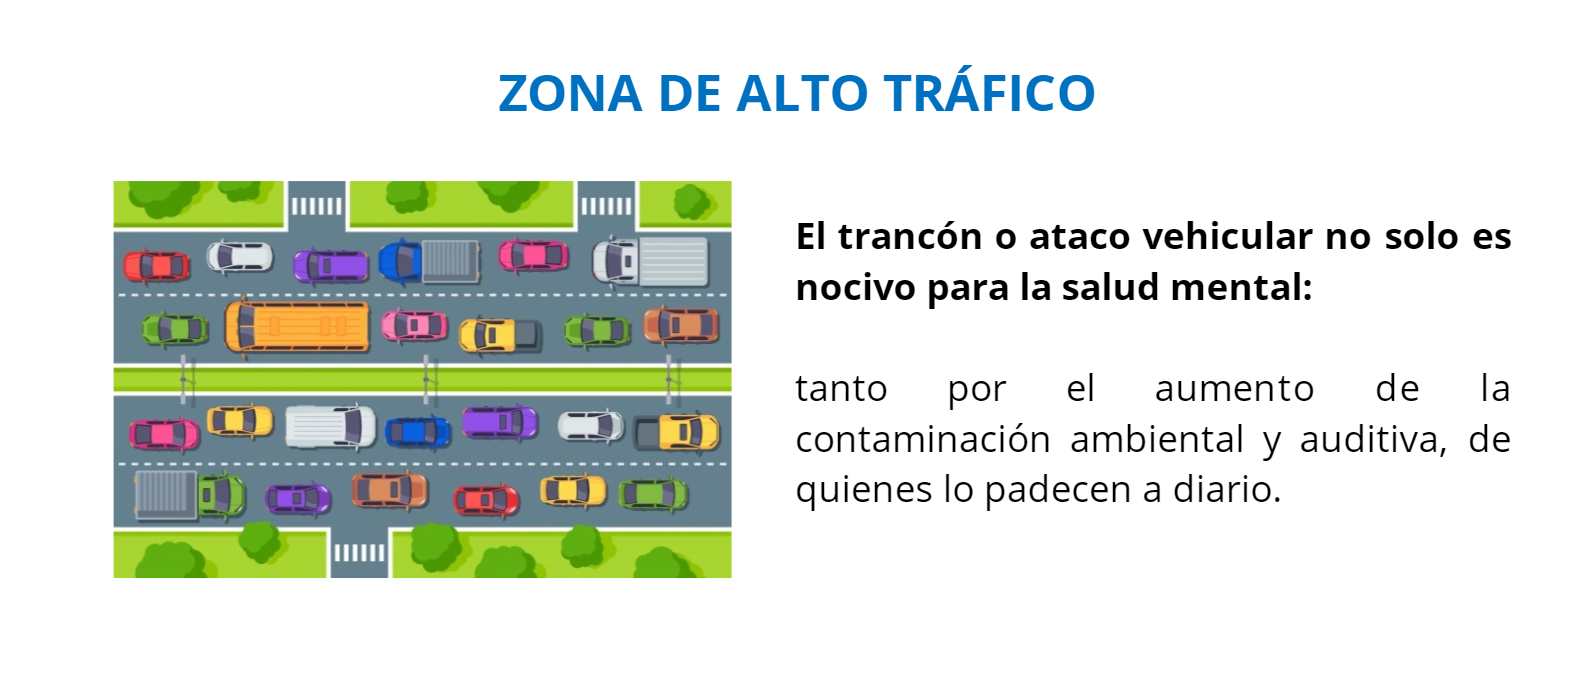 ZONA DE ALTO TRÁFICO
El trancón o ataco vehicular no solo es
nocivo para la salud mental:
tanto por el aumento de la
contaminación ambiental y auditiva, de
quienes lo padecen a diario.